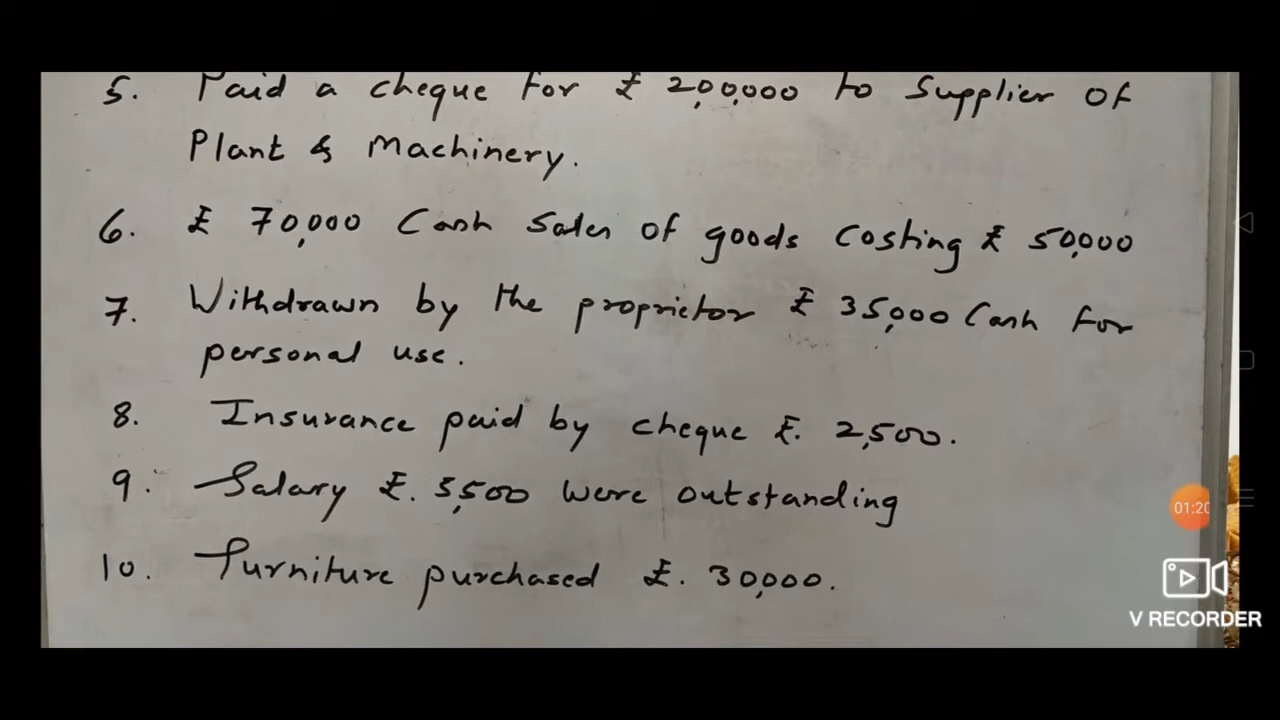 5. Paid a cheque for ₹ 2,00,000 to Supplier of
Plant & Machinery.
6. ₹ 70,000 Cash Sales of goods Costing ₹ 50,000
7. Withdrawn by the proprietor ₹ 35,000 Cash for
personal use.
8. Insurance paid by cheque ₹. 2,500.
9. Salary ₹. 5,500 were outstanding
10. Furniture purchased ₹. 30,000.
01:20
V RECORDER